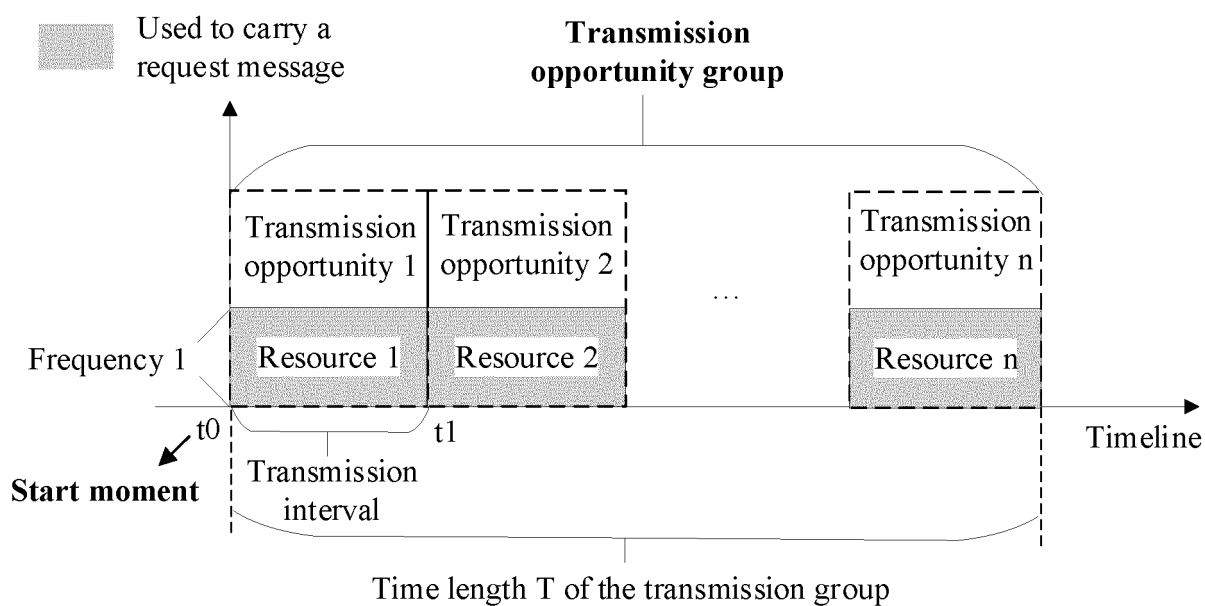 Used to carry a
request message
Transmission
opportunity group
Transmission
opportunity 1
Transmission
opportunity 2
Transmission
opportunity n
...
Frequency 1
Resource 1
Resource 2
Resource n
t0
t1
Timeline
Start moment
Transmission
interval
Time length T of the transmission group